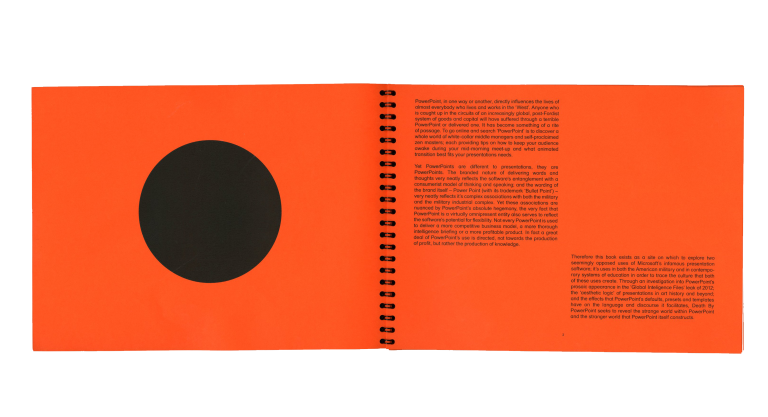 PowerPoint, in one way or another, directly influences the lives of
almost everybody who lives and works in the 'West'. Anyone who
is caught up in the circuits of an increasingly global, post-Fordist
system of goods and capital will have suffered through a terrible
PowerPoint or delivered one; it has become something of a rite
of passage. To go online and search 'PowerPoint' is to discover a
whole world of white-collar middle managers and self-proclaimed
zen masters; each providing tips on how to keep your audience
awake during your mid-morning meet-up and what animated
transition best fits your presentations needs.
Yet PowerPoints are different to presentations, they are
PowerPoints. The branded nature of delivering words and
thoughts very neatly reflects the software's entanglement with a
consumerist model of thinking and speaking; and the wording of
the brand itself – Power Point (with its trademark 'Bullet Point') –
very neatly reflects it's complex associations with both the military
and the military industrial complex. Yet these associations are
nuanced by PowerPoint's absolute hegemony, the very fact that
PowerPoint is a virtually omnipresent entity also serves to reflect
the software's potential for flexibility. Not every PowerPoint is used
to deliver a more competitive business model, a more thorough
intelligence briefing or a more profitable product. In fact a great
deal of PowerPoint's use is directed, not towards the production
of profit, but rather the production of knowledge.
Therefore this book exists as a site on which to explore two
seemingly opposed uses of Microsoft's infamous presentation
software; it's uses in both the American military and in contempo-
rary systems of education in order to trace the culture that both
of these uses create. Through an investigation into PowerPoint's
prosaic appearance in the 'Global Intelligence Files' leak of 2012,
the 'aesthetic logic' of presentations in art history and beyond;
and the effects that PowerPoint's defaults, presets and templates
have on the language and discourse it facilitates, Death By
PowerPoint seeks to reveal the strange world within PowerPoint
and the stranger world that PowerPoint itself constructs.